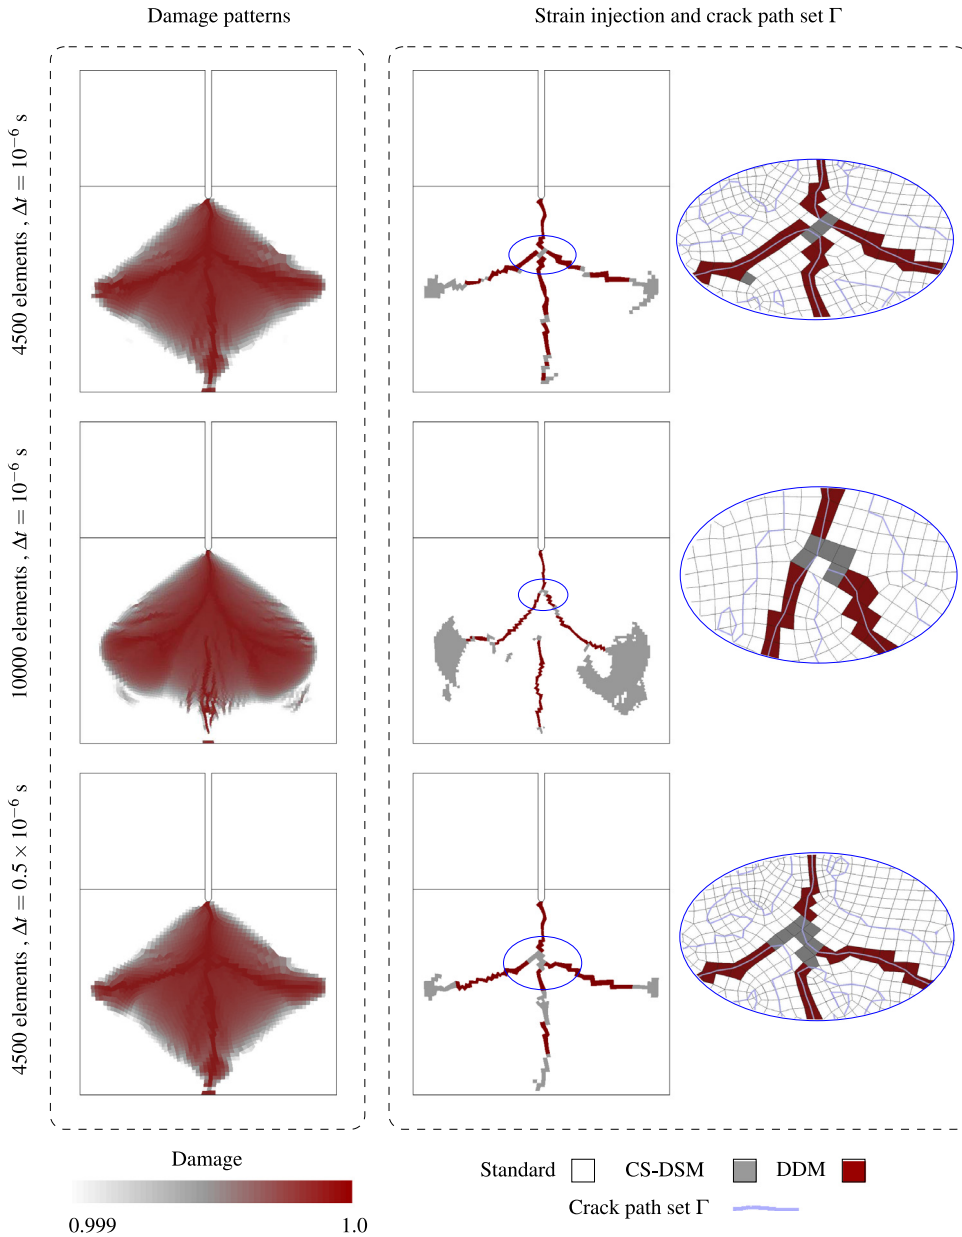 Damage patterns
Strain injection and crack path set Γ
4500 elements , Δt = 10⁻⁶ s
10000 elements , Δt = 10⁻⁶ s
4500 elements , Δt = 0.5 × 10⁻⁶ s
Damage
0.999 1.0
Standard CS-DSM DDM
Crack path set Γ